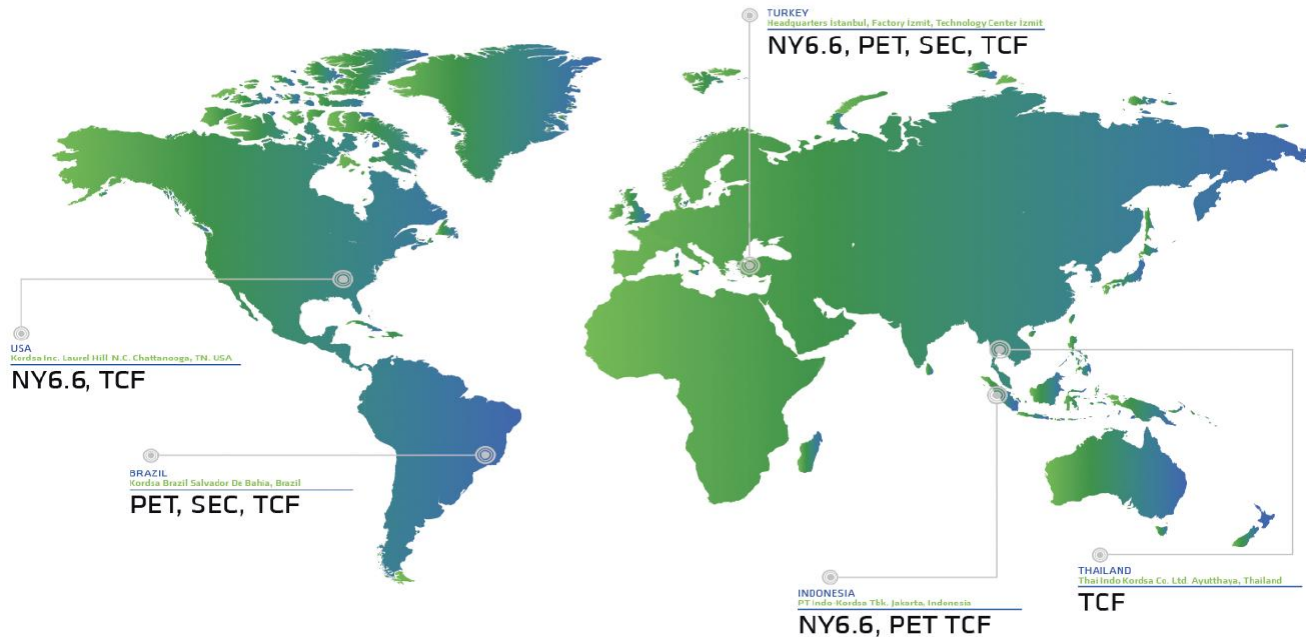 TURKEY
Headquarters Istanbul, Factory Izmit, Technology Center Izmit
NY6.6, PET, SEC, TCF
USA
Kordsa Inc. Laurel Hill N.C. Chattanooga, TN. USA
NY6.6, TCF
BRAZIL
Kordsa Brazil Salvador De Bahia, Brazil
PET, SEC, TCF
THAILAND
Thai Indo Kordsa Co. Ltd. Ayutthaya, Thailand
TCF
INDONESIA
PT Indo-Kordsa Tbk. Jakarta, Indonesia
NY6.6, PET TCF